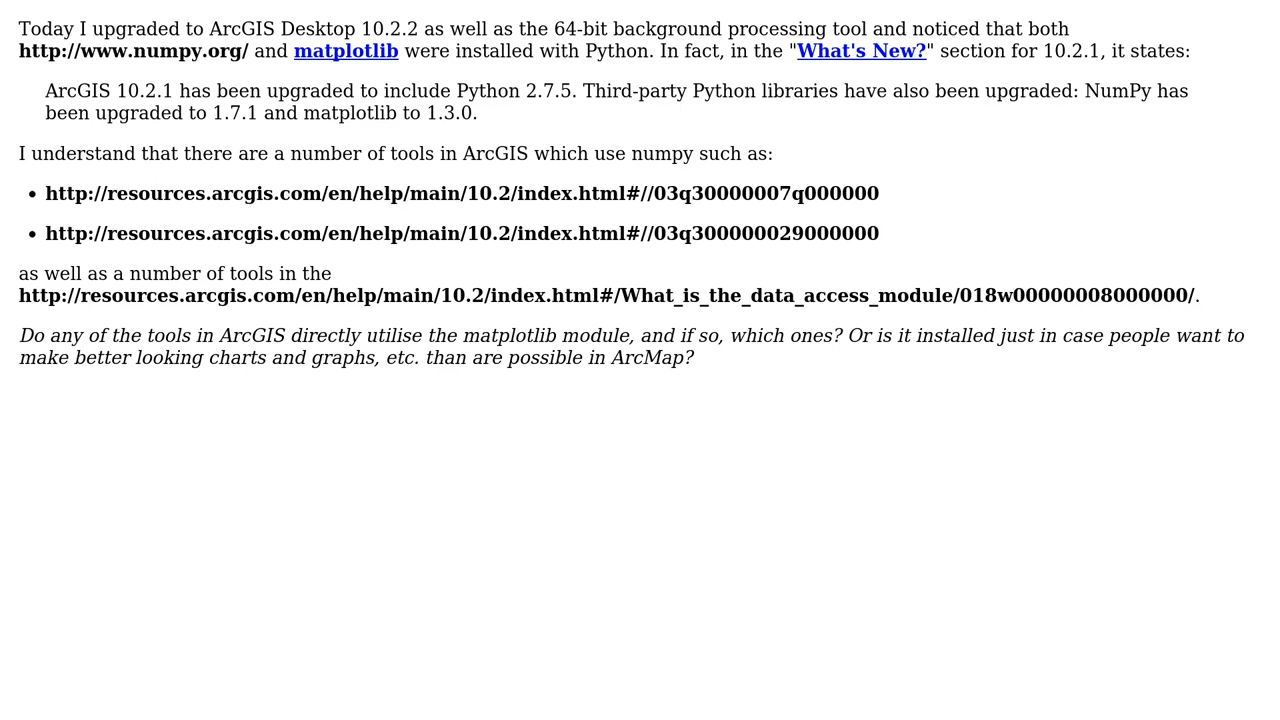 Today I upgraded to ArcGIS Desktop 10.2.2 as well as the 64-bit background processing tool and noticed that both
http://www.numpy.org/ and matplotlib were installed with Python. In fact, in the "What's New?" section for 10.2.1, it states:
ArcGIS 10.2.1 has been upgraded to include Python 2.7.5. Third-party Python libraries have also been upgraded: NumPy has
been upgraded to 1.7.1 and matplotlib to 1.3.0.
I understand that there are a number of tools in ArcGIS which use numpy such as:
• http://resources.arcgis.com/en/help/main/10.2/index.html#//03q30000007q000000
• http://resources.arcgis.com/en/help/main/10.2/index.html#//03q300000029000000
as well as a number of tools in the
http://resources.arcgis.com/en/help/main/10.2/index.html#/What_is_the_data_access_module/018w00000008000000/.
Do any of the tools in ArcGIS directly utilise the matplotlib module, and if so, which ones? Or is it installed just in case people want to
make better looking charts and graphs, etc. than are possible in ArcMap?